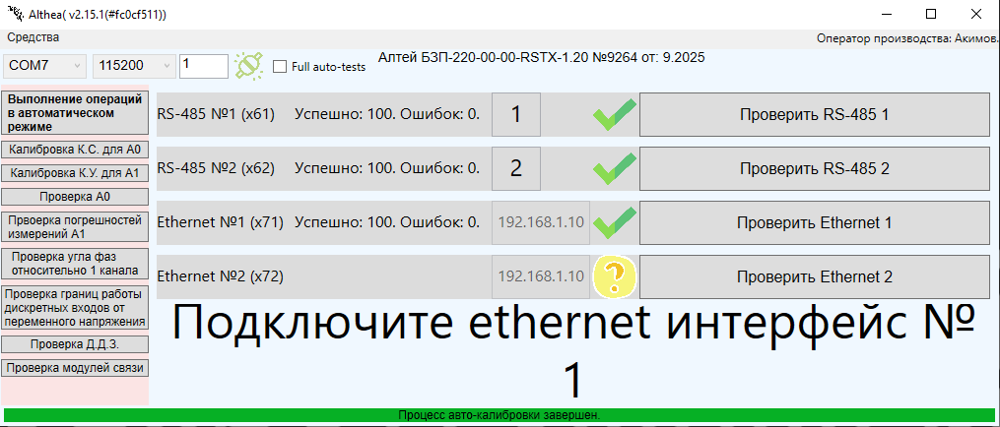 Althea( v2.15.1(#fc0cf511))
Средства
Оператор производства: Акимов.
COM7
115200
1
Full auto-tests
Алтей БЗП-220-00-00-RSTX-1.20 №9264 от: 9.2025
Выполнение операций
в автоматическом
режиме
Калибровка К.С. для A0
Калибровка К.У. для A1
Проверка A0
Првоерка погрешностей
измерений A1
Проверка угла фаз
относительно 1 канала
Проверка границ работы
дискретных входов от
переменного напряжения
Проверка Д.Д.З.
Проверка модулей связи
RS-485 №1 (x61) Успешно: 100. Ошибок: 0. 1 Проверить RS-485 1
RS-485 №2 (x62) Успешно: 100. Ошибок: 0. 2 Проверить RS-485 2
Ethernet №1 (x71) Успешно: 100. Ошибок: 0. 192.168.1.10 Проверить Ethernet 1
Ethernet №2 (x72) 192.168.1.10 Проверить Ethernet 2
Подключите ethernet интерфейс №
1
Процесс авто-калибровки завершен.